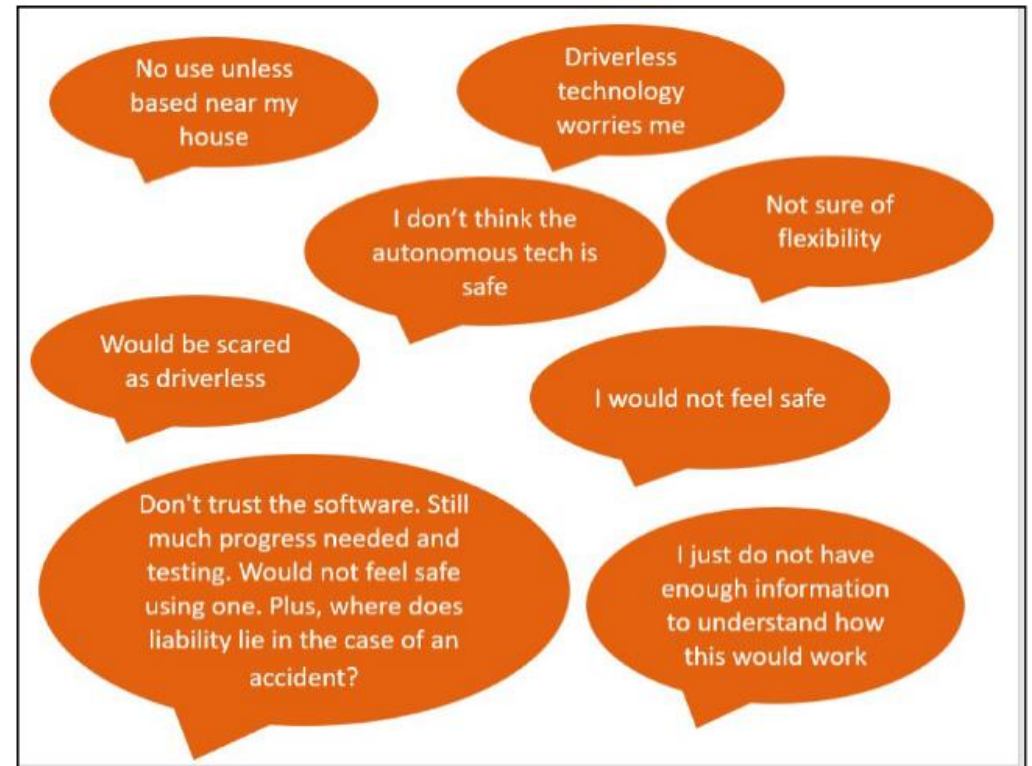 No use unless
based near my
house
Driverless
technology
worries me
I don’t think the
autonomous tech is
safe
Not sure of
flexibility
Would be scared
as driverless
I would not feel safe
Don't trust the software. Still
much progress needed and
testing. Would not feel safe
using one. Plus, where does
liability lie in the case of an
accident?
I just do not have
enough information
to understand how
this would work